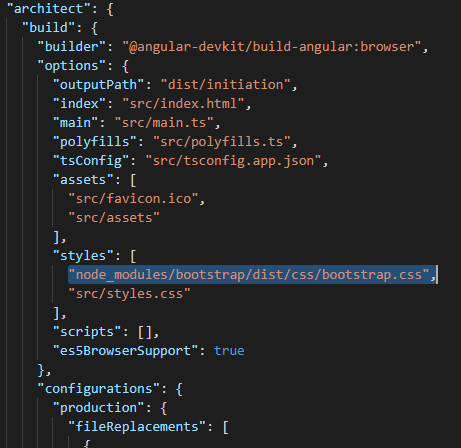 "architect": {
"build": {
"builder": "@angular-devkit/build-angular:browser",
"options": {
"outputPath": "dist/initiation",
"index": "src/index.html",
"main": "src/main.ts",
"polyfills": "src/polyfills.ts",
"tsConfig": "src/tsconfig.app.json",
"assets": [
"src/favicon.ico",
"src/assets"
],
"styles": [
"node_modules/bootstrap/dist/css/bootstrap.css",
"src/styles.css"
],
"scripts": [],
"es5BrowserSupport": true
},
"configurations": {
"production": {
"fileReplacements": [
{